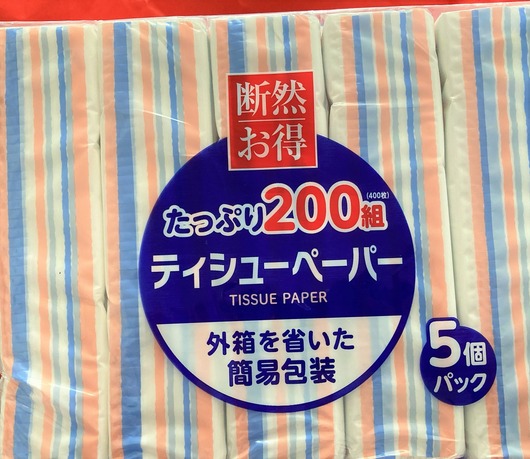 断然
お得
(400枚)
たっぷり200組
ティシューペーパー
TISSUE PAPER
外箱を省いた
簡易包装
5個
パック